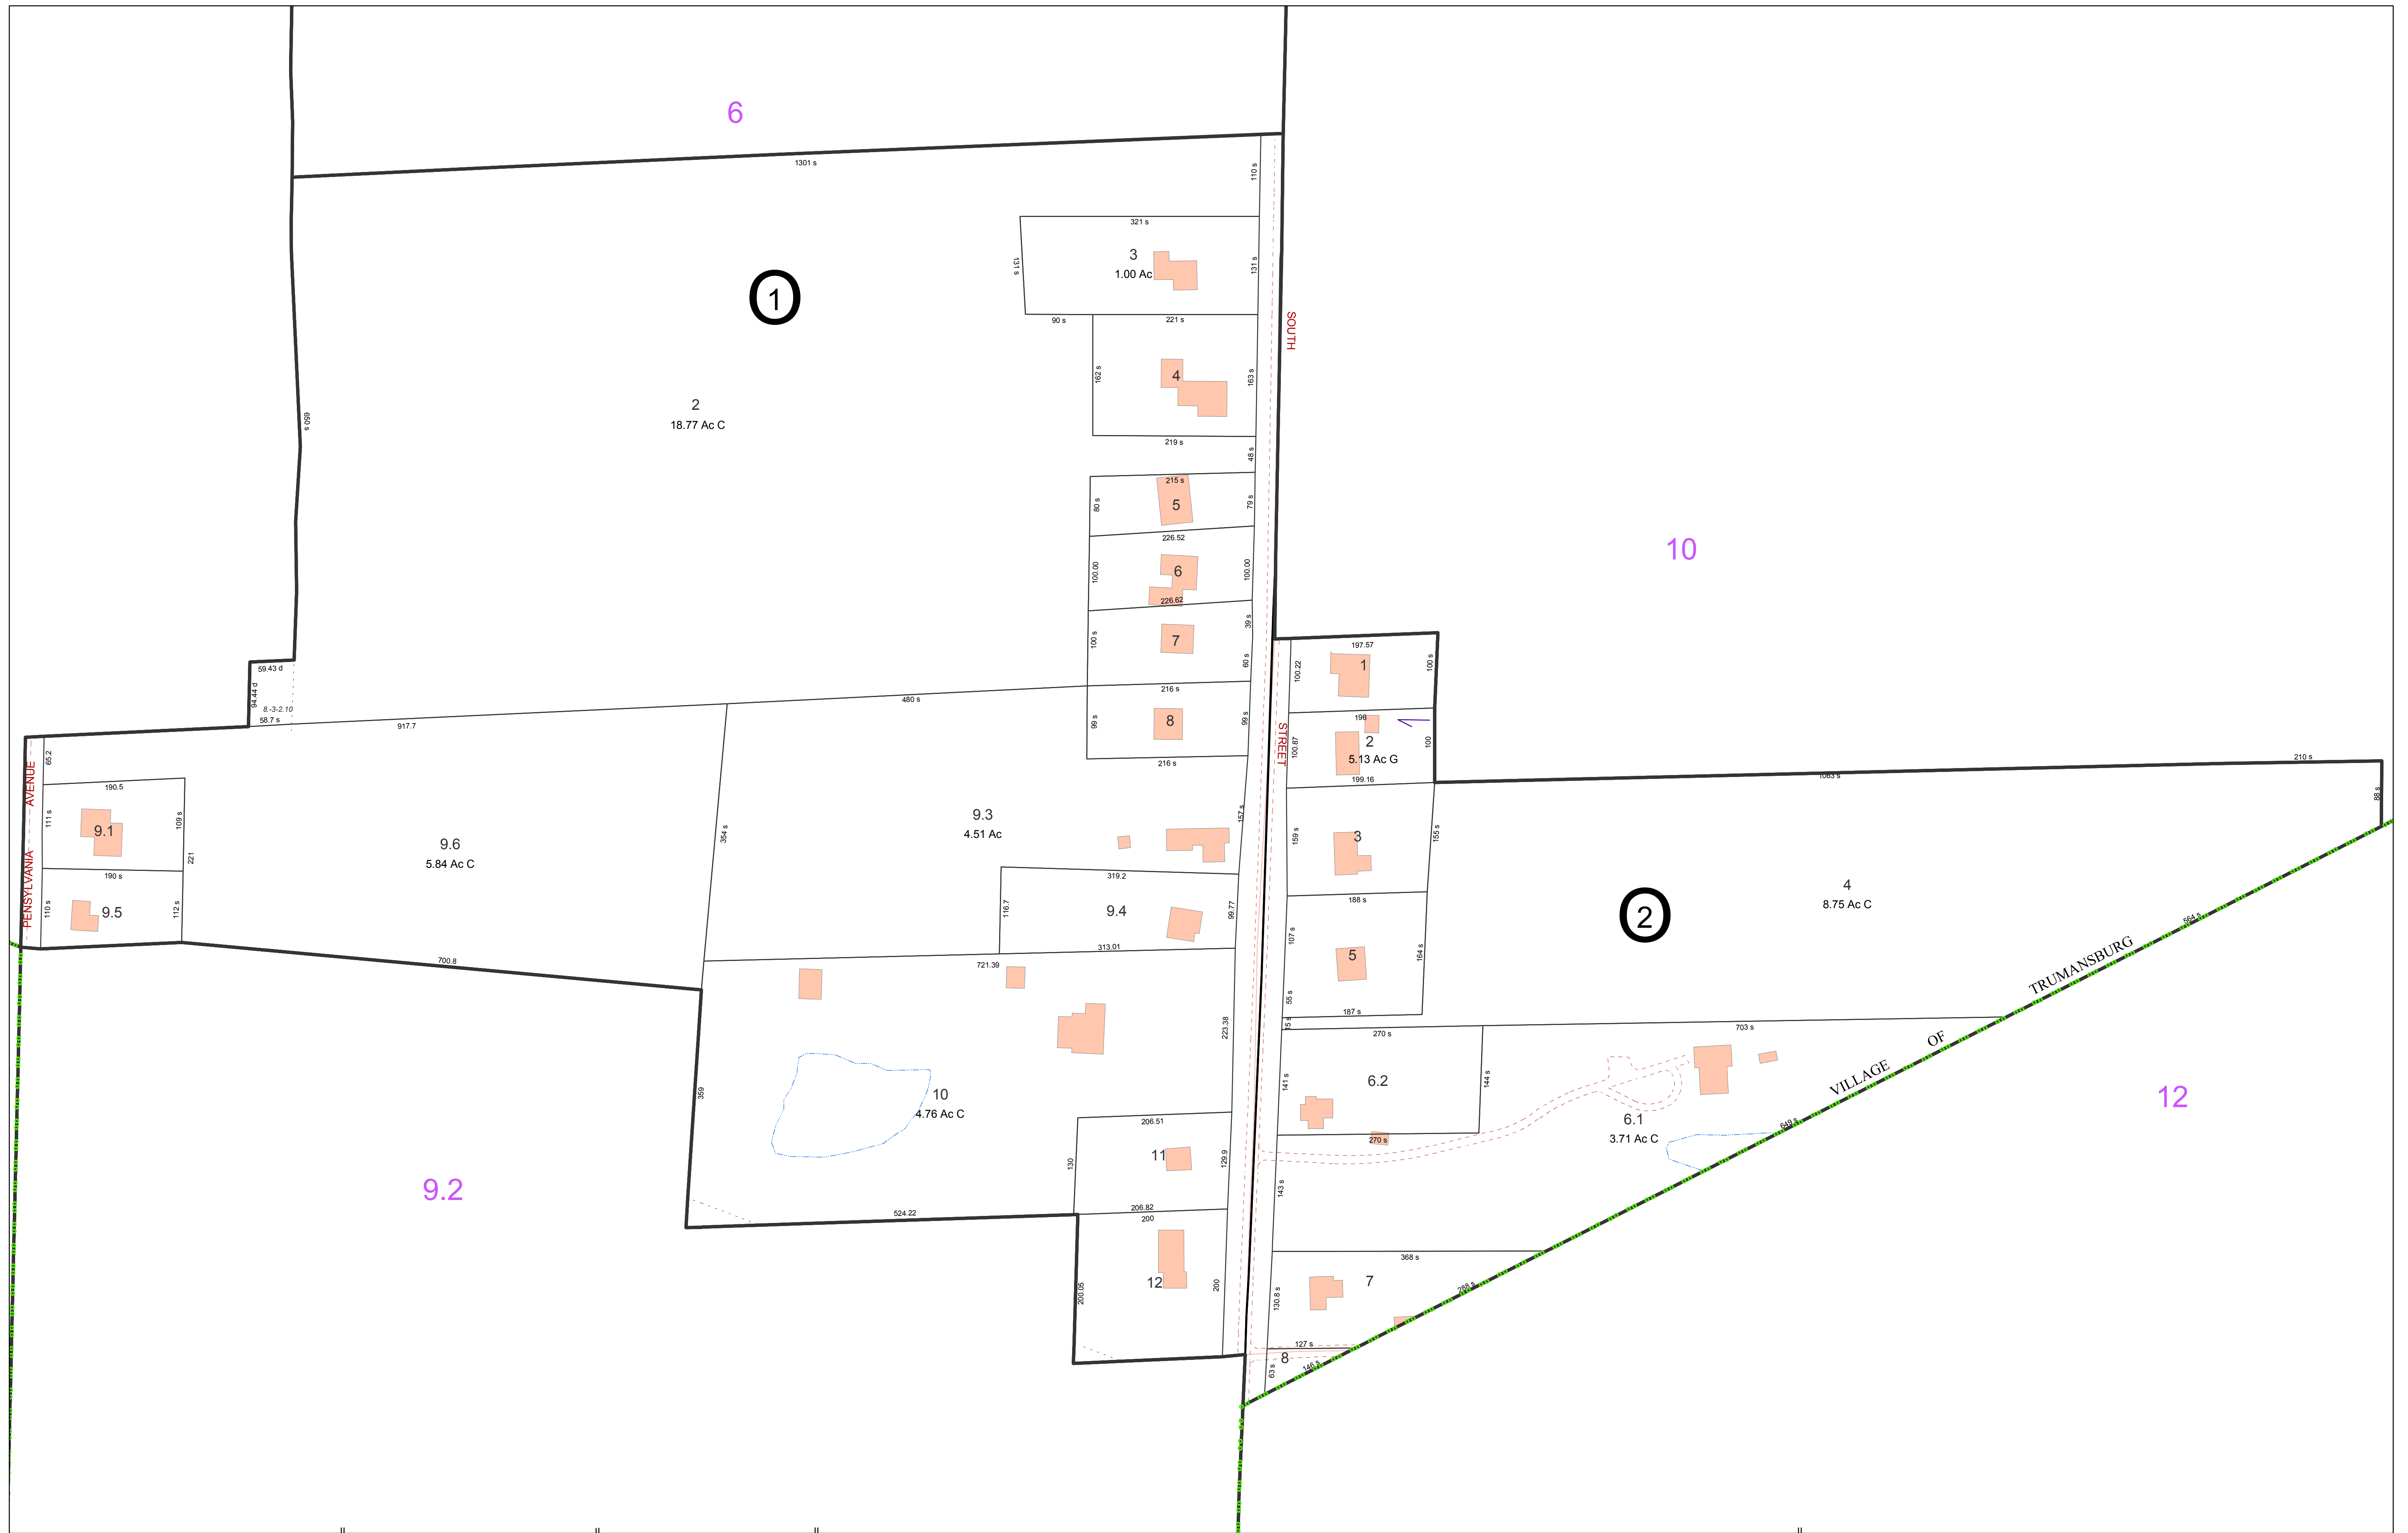 6
1301 s
110 s
321 s
3
1.00 Ac
131 s
131 s
1
90 s
221 s
SOUTH
4
162 s
163 s
2
18.77 Ac C
650 s
219 s
48 s
215 s
5
80 s
79 s
226.52
6
100.00
100.00
10
226.62
7
100 s
39 s
60 s
59.43 d
94.44 d
8.-3-2.10
58.7 s
917.7
480 s
216 s
8
99 s
99 s
216 s
197.57
1
100.22
100 s
196
2
5.13 Ac G
100.87
100
STREET
199.16
1063 s
210 s
88 s
PENSYLVANIA AVENUE
65.2
190.5
9.1
111 s
109 s
221
190 s
9.5
110 s
112 s
9.6
5.84 Ac C
354 s
9.3
4.51 Ac
157 s
319.2
9.4
116.7
99.77
313.01
700.8
721.39
159 s
3
155 s
188 s
107 s
5
164 s
55 s
187 s
15 s
2
4
8.75 Ac C
564 s
VILLAGE OF TRUMANSBURG
270 s
703 s
6.2
141 s
144 s
270 s
6.1
3.71 Ac C
649 s
12
143 s
223.38
10
4.76 Ac C
359
206.51
11
130
129.9
206.82
200
524.22
9.2
12
200.05
200
368 s
7
130.8 s
288 s
127 s
8
63 s
146 s